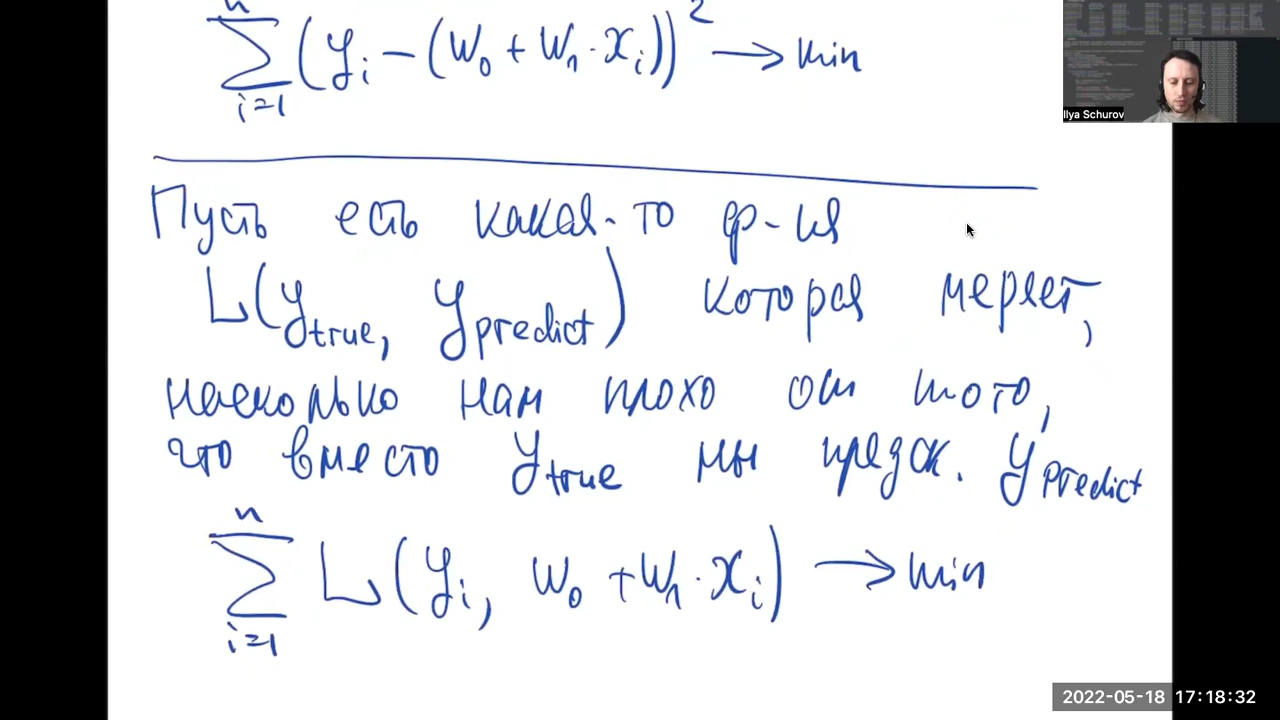 n
∑ (y_i − (w_0 + w_1 · x_i))² → min
i=1
Ilya Schurov
Пусть есть какая-то ф-ия
L(y_true, y_predict) которая меряет,
насколько нам плохо от того,
что вместо y_true мы предск. y_predict
n
∑ L(y_i, w_0 + w_1 · x_i) → min
i=1
2022-05-18 17:18:32